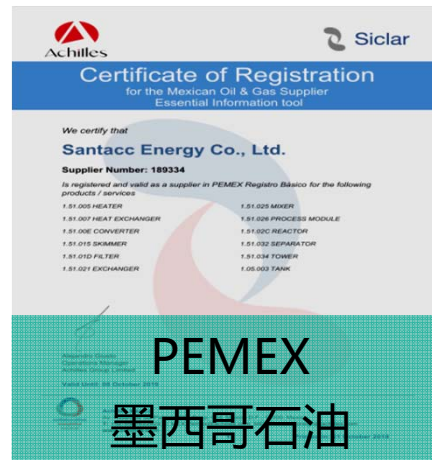 ACHILLES
Siclar
Certificate of Registration
for the Mexican Oil & Gas Supplier
Essential Information tool
We certify that
Santacc Energy Co., Ltd.
Supplier Number: 189334
Is registered and valid as a supplier in PEMEX Registro Básico for the following
products / services
1.51.005 HEATER
1.51.007 HEAT EXCHANGER
1.51.00E CONVERTER
1.51.015 SKIMMER
1.51.01D FILTER
1.51.021 EXCHANGER
1.51.025 MIXER
1.51.026 PROCESS MODULE
1.51.02C REACTOR
1.51.032 SEPARATOR
1.51.034 TOWER
1.05.003 TANK
Operations Manager
Achilles Group Limited
PEMEX
墨西哥石油